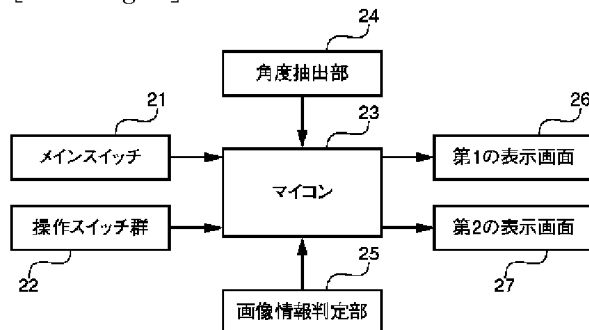 24
角度抽出部
21
23
26
メインスイッチ
マイコン
第1の表示画面
操作スイッチ群
第2の表示画面
22
25
27
画像情報判定部